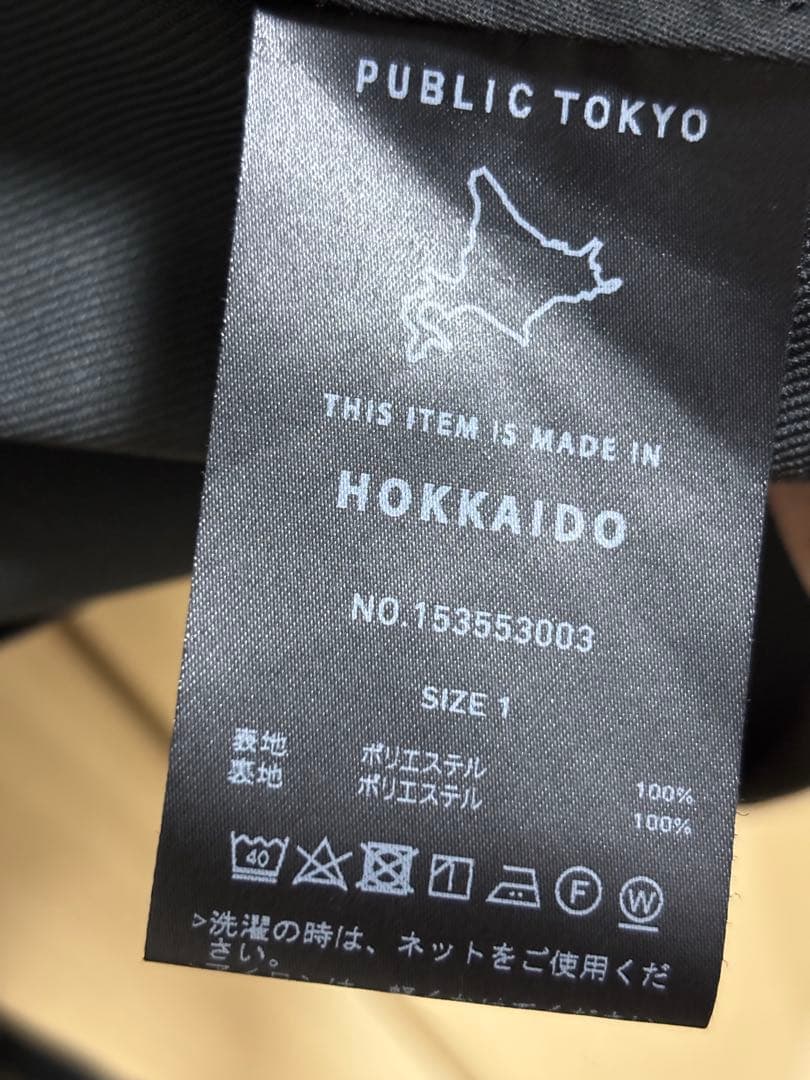 PUBLIC TOKYO
THIS ITEM IS MADE IN
HOKKAIDO
NO.153553003
SIZE 1
表地 ポリエステル 100%
裏地 ポリエステル 100%
40 F W
>洗濯の時は、ネットをご使用くだ
さい。